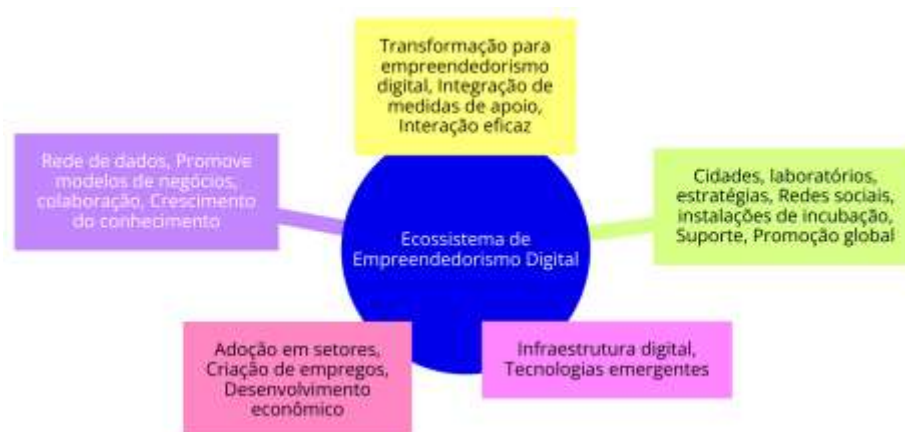 Transformação para
empreendedorismo
digital, Integração de
medidas de apoio,
Interação eficaz
Rede de dados, Promove
modelos de negócios,
colaboração, Crescimento
do conhecimento
Cidades, laboratórios,
estratégias, Redes sociais,
instalações de incubação,
Suporte, Promoção global
Ecossistema de
Empreendedorismo Digital
Adoção em setores,
Criação de empregos,
Desenvolvimento
econômico
Infraestrutura digital,
Tecnologias emergentes